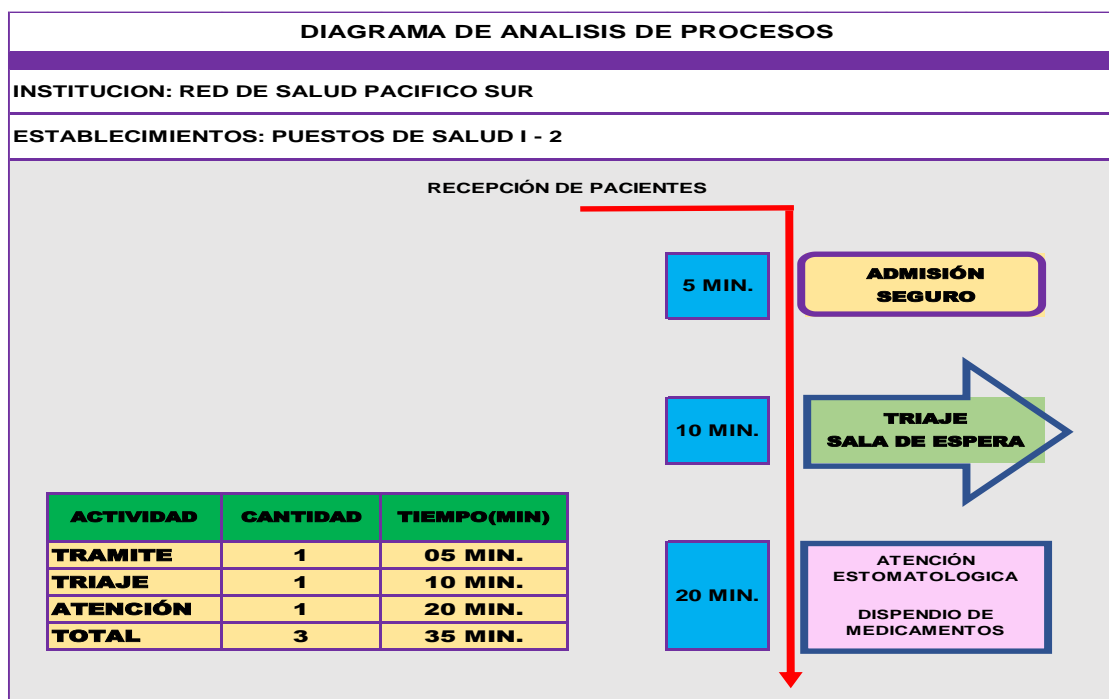 DIAGRAMA DE ANALISIS DE PROCESOS
INSTITUCION: RED DE SALUD PACIFICO SUR
ESTABLECIMIENTOS: PUESTOS DE SALUD I - 2
RECEPCIÓN DE PACIENTES
5 MIN.
ADMISIÓN
SEGURO
10 MIN.
TRIAJE
SALA DE ESPERA
ACTIVIDAD CANTIDAD TIEMPO(MIN)
TRAMITE 1 05 MIN.
TRIAJE 1 10 MIN.
ATENCIÓN 1 20 MIN.
TOTAL 3 35 MIN.
20 MIN.
ATENCIÓN
ESTOMATOLOGICA
DISPENDIO DE
MEDICAMENTOS